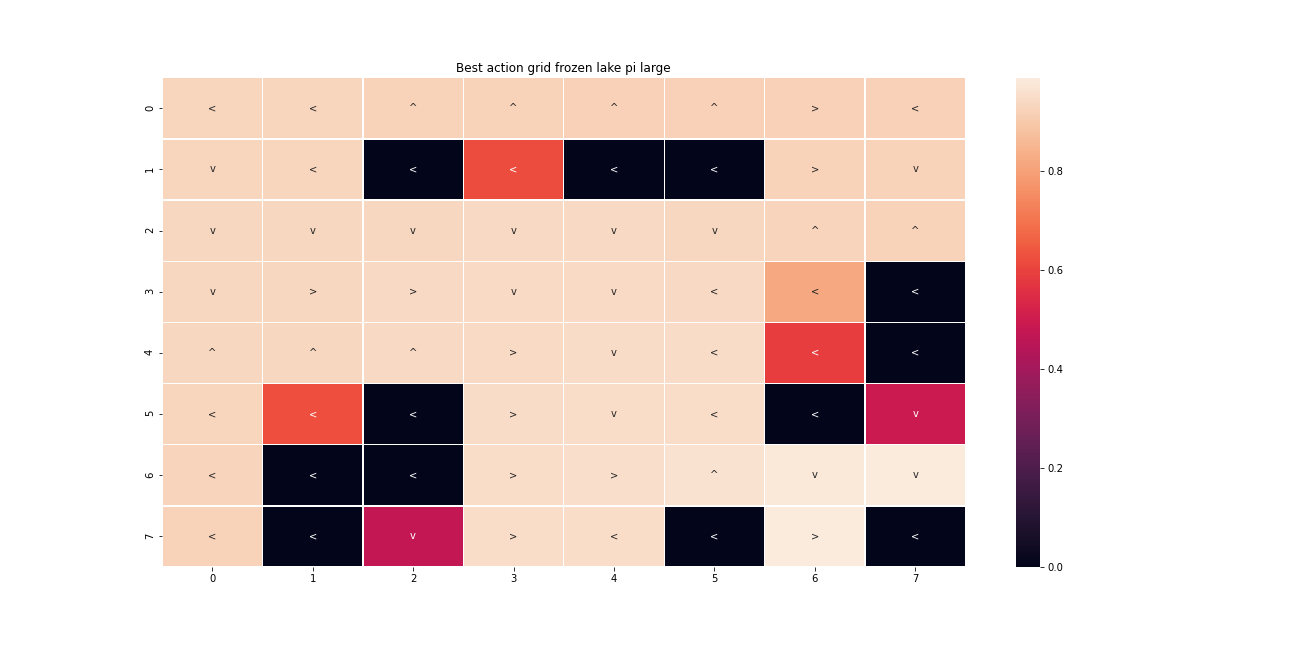 Best action grid frozen lake pi large
0 < < ^ ^ ^ ^ > <
1 v < < < < < > v
2 v v v v v v ^ ^
3 v > > v v < < <
4 ^ ^ ^ > v < < <
5 < < < > v < < v
6 < < < > > ^ v v
7 < < v > < < > <
0 1 2 3 4 5 6 7
0.8
0.6
0.4
0.2
0.0